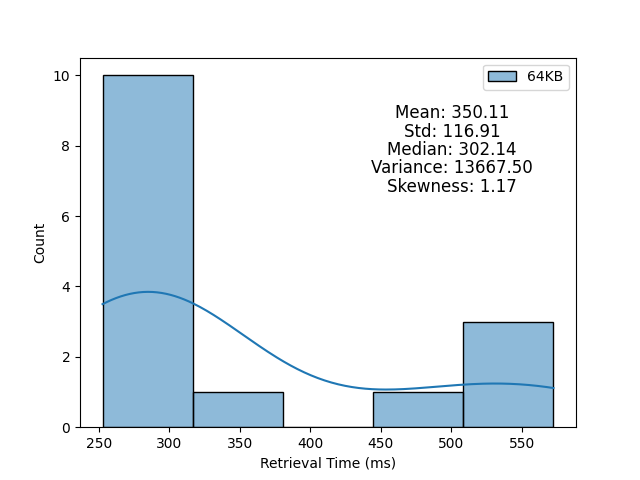 64KB
Mean: 350.11
Std: 116.91
Median: 302.14
Variance: 13667.50
Skewness: 1.17
10
8
6
4
2
0
Count
250 300 350 400 450 500 550
Retrieval Time (ms)